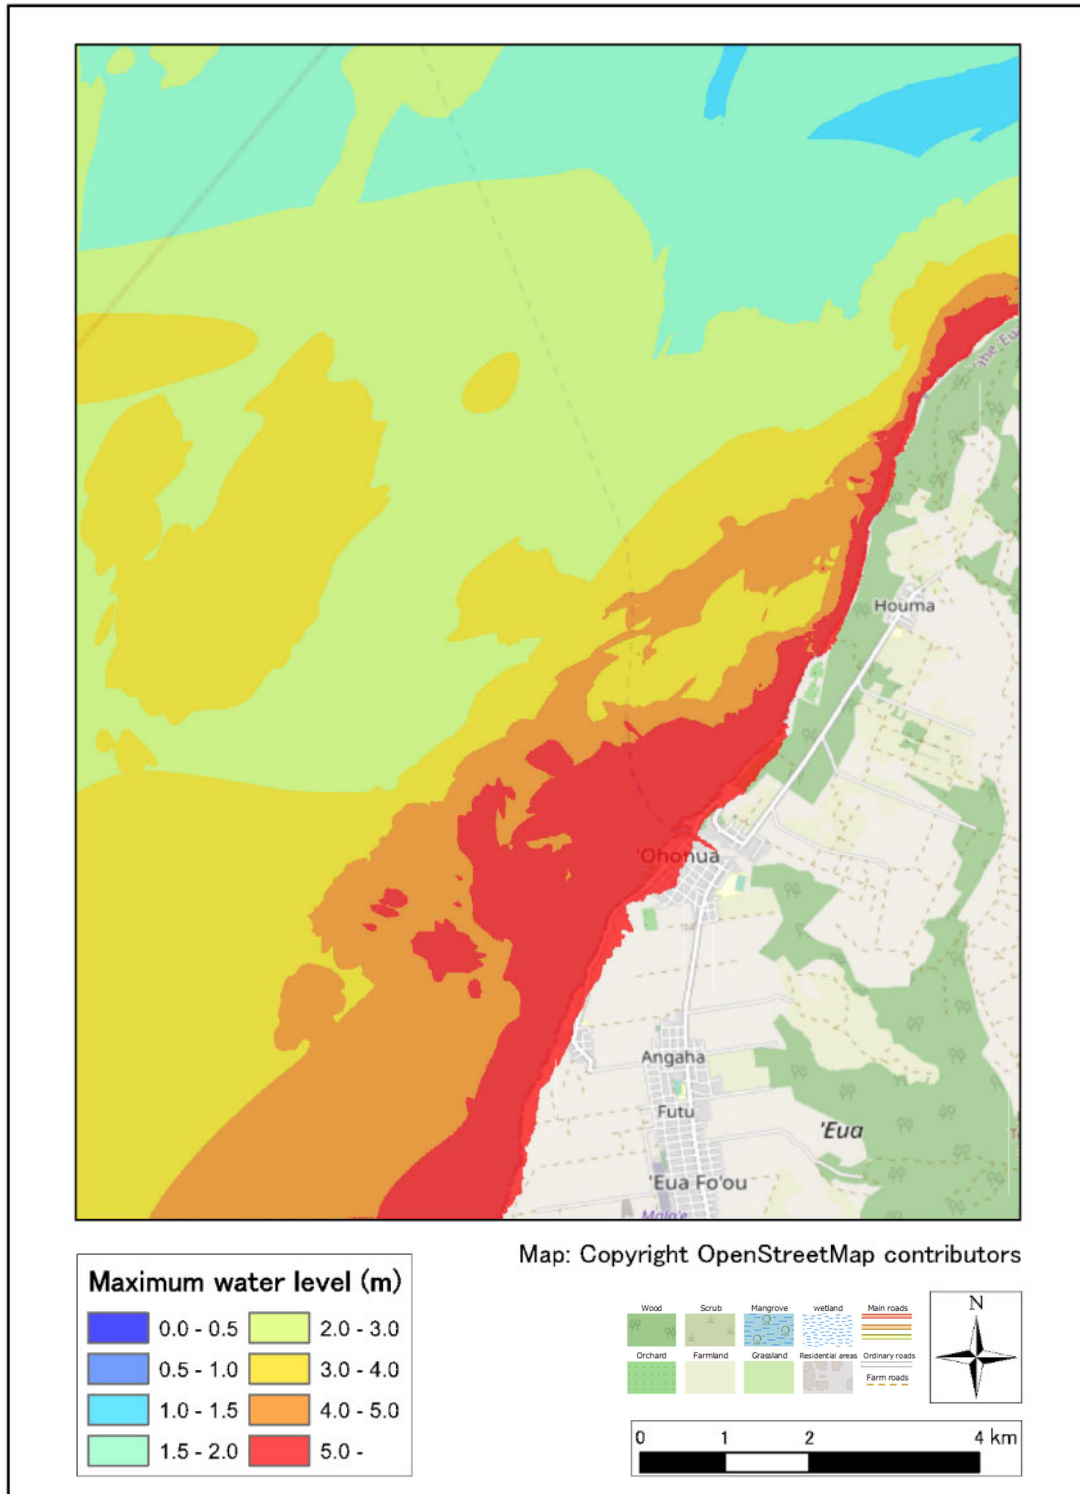 'ahe 'Eu
Houma
'Ohonua
Angaha
Futu
'Eua
'Eua Fo'ou
Mala'e
Map: Copyright OpenStreetMap contributors
Maximum water level (m)
0.0 - 0.5
2.0 - 3.0
0.5 - 1.0
3.0 - 4.0
1.0 - 1.5
4.0 - 5.0
1.5 - 2.0
5.0 -
Wood Scrub Mangrove wetland Main roads
Orchard Farmland Grassland Residential areas Ordinary roads
Farm roads
N
0 1 2 4 km